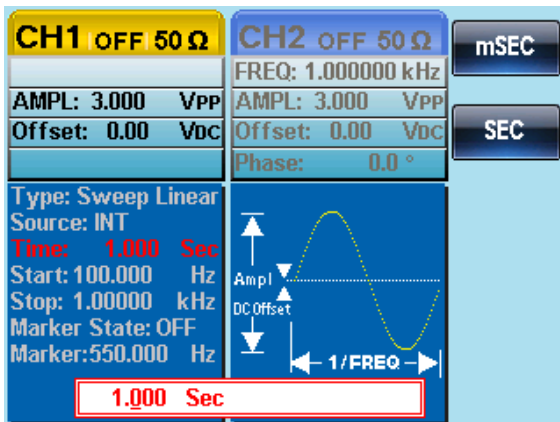 CH1 OFF 50 Ω
AMPL: 3.000 VPP
Offset: 0.00 VDC
CH2 OFF 50 Ω
FREQ: 1.000000 kHz
AMPL: 3.000 VPP
Offset: 0.00 VDC
Phase: 0.0 °
mSEC
SEC
Type: Sweep Linear
Source: INT
Time: 1.000 Sec
Start: 100.000 Hz
Stop: 1.00000 kHz
Marker State: OFF
Marker: 550.000 Hz
Ampl
DC Offset
1/FREQ
1.000 Sec